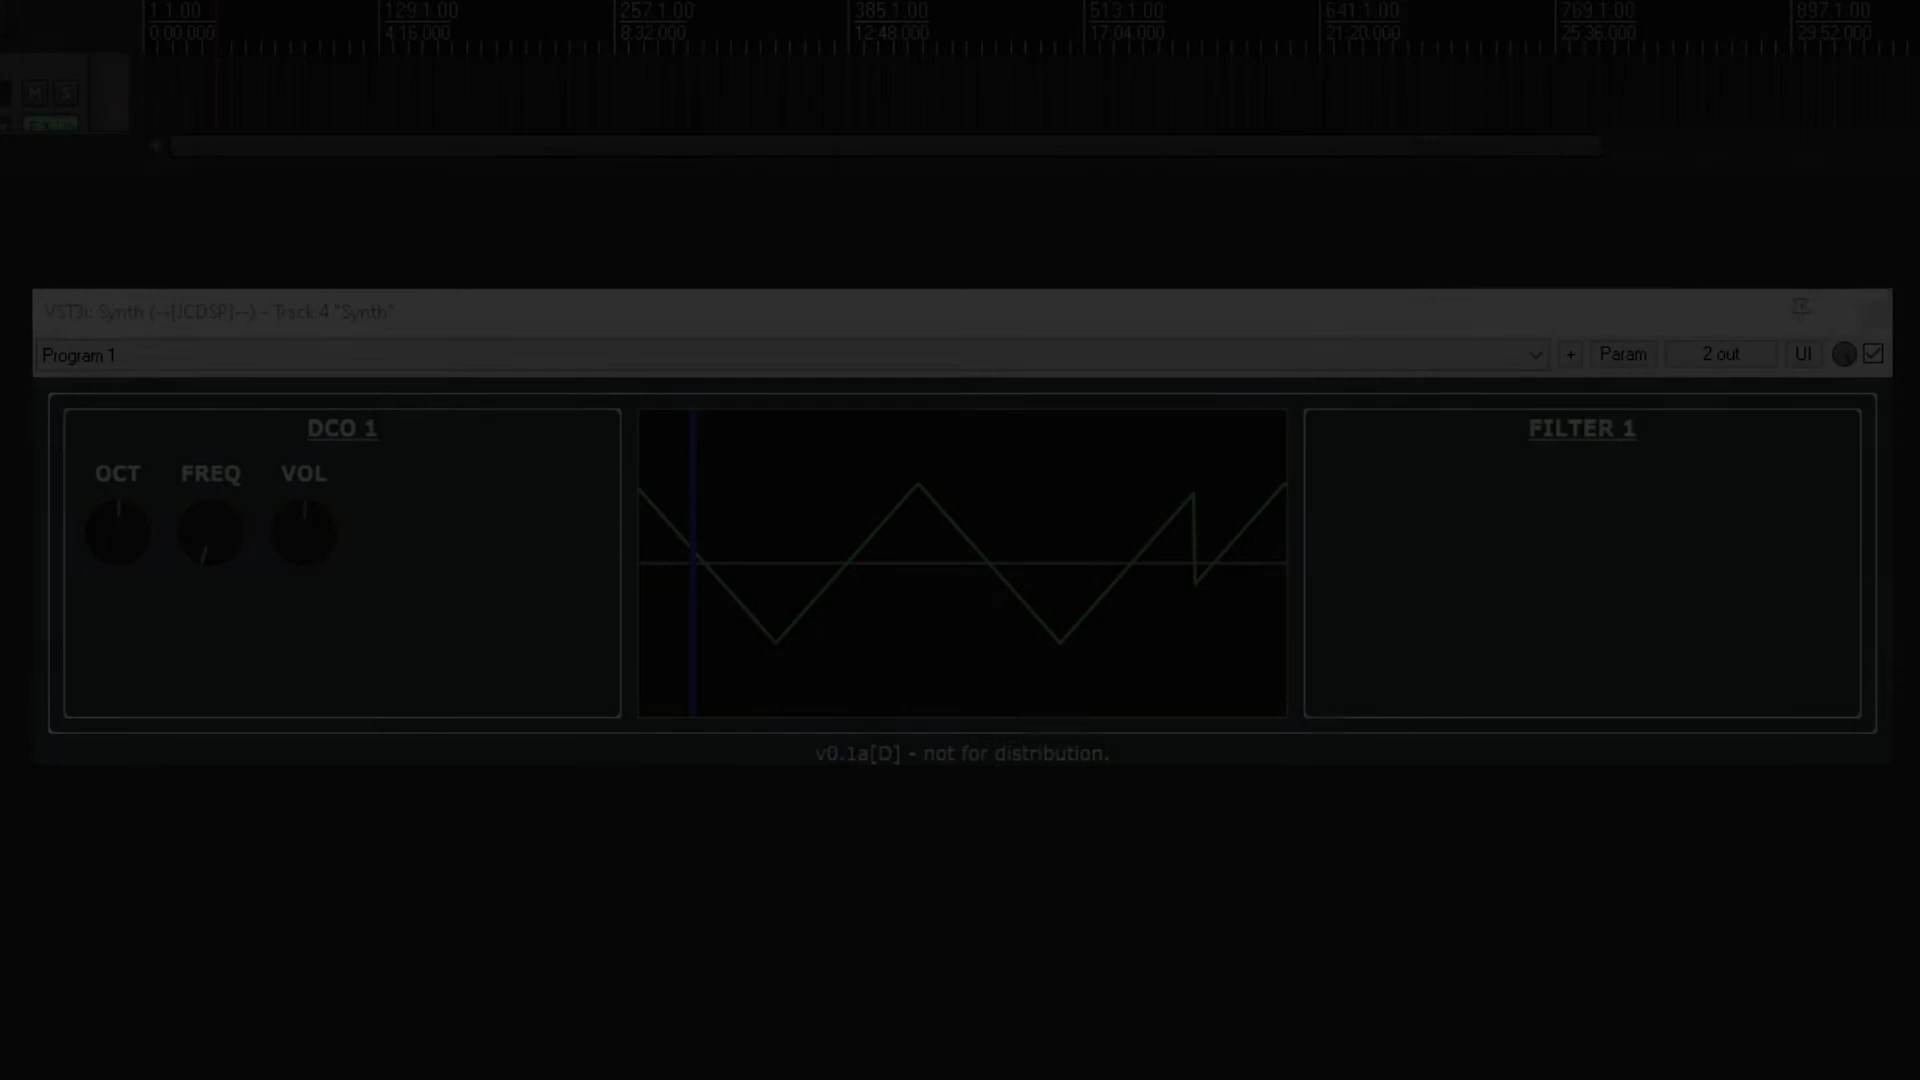 1.1.00 129.1.00 257.1.00 385.1.00 513.1.00 641.1.00 769.1.00 897.1.00
0:00.000 4:16.000 8:32.000 12:48.000 17:04.000 21:20.000 25:36.000 29:52.000
M S
VST3i: Synth (--[JCDSP]--) - Track 4 "Synth"
Program 1 + Param 2 out UI
DCO 1 FILTER 1
OCT FREQ VOL
v0.1a[D] - not for distribution.